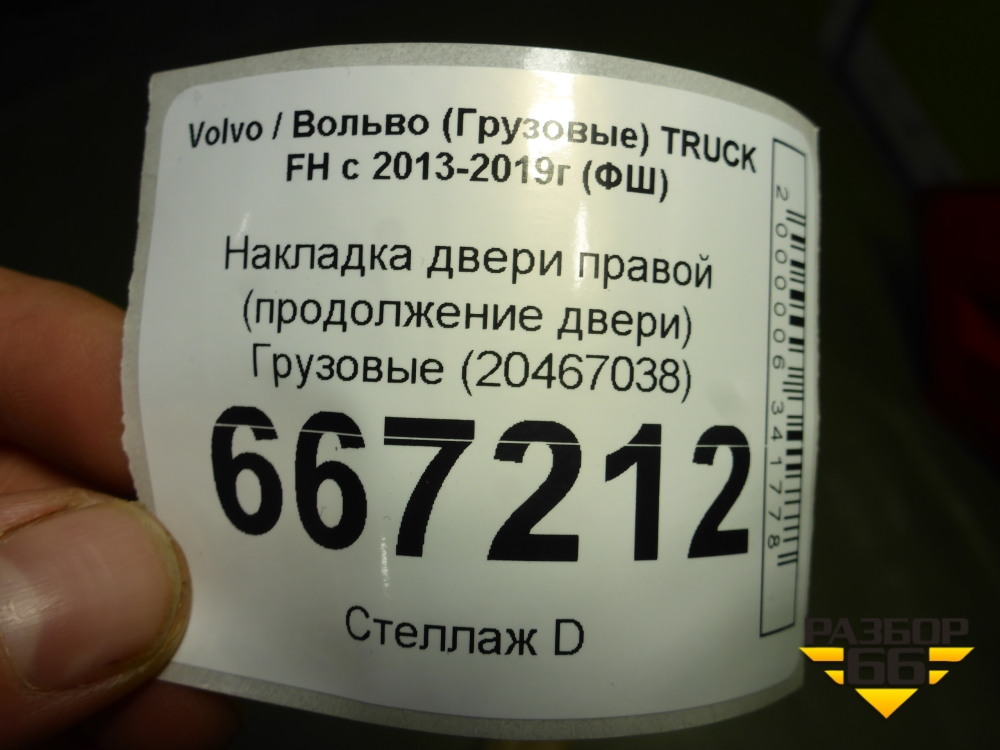 Volvo / Вольво (Грузовые) TRUCK
FH с 2013-2019г (ФШ)
Накладка двери правой
(продолжение двери)
Грузовые (20467038)
667212
Стеллаж D
2000006341778
РАЗБОР
66